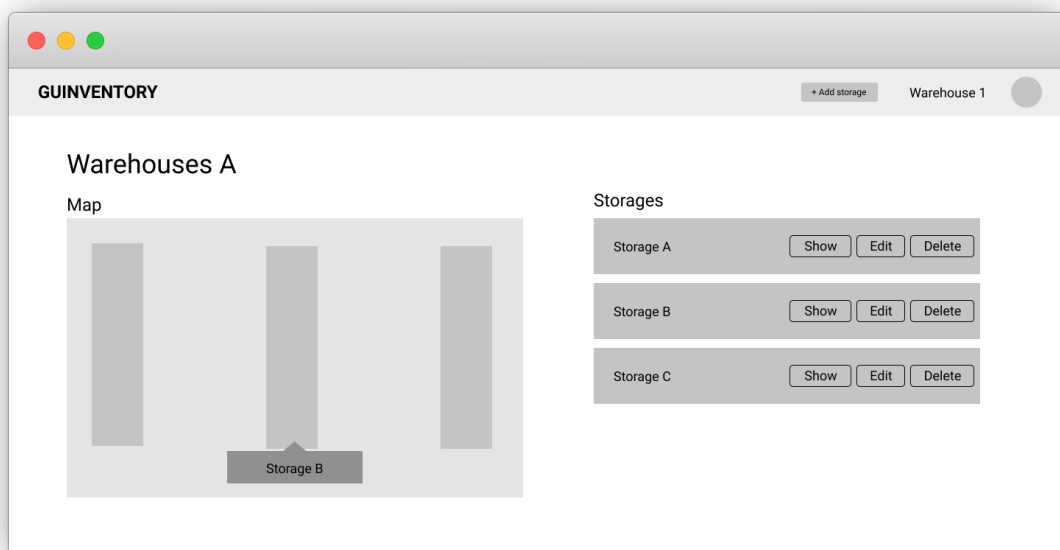 GUINVENTORY
+ Add storage
Warehouse 1
Warehouses A
Map
Storage B
Storages
Storage A Show Edit Delete
Storage B Show Edit Delete
Storage C Show Edit Delete